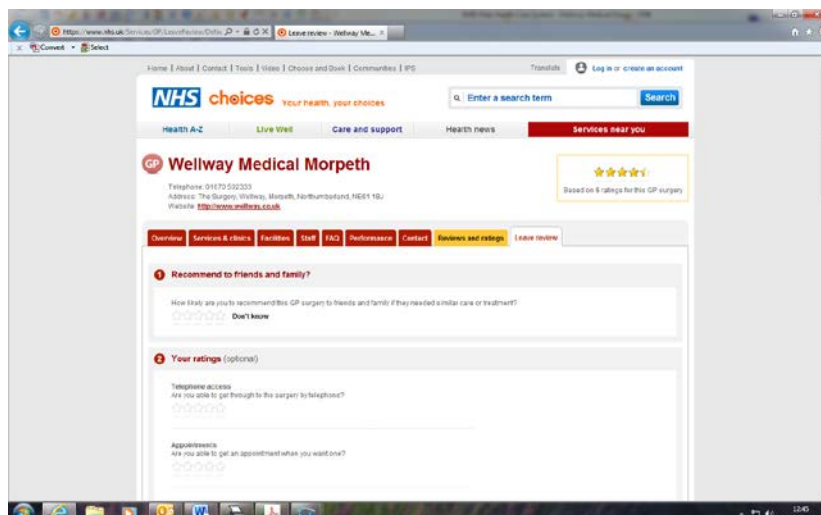 Leave review - Wellway Me...
Convert Select
Home | About | Contact | Tools | Video | Choose and Book | Communities | IPS
Translate Log in or create an account
NHS choices Your health, your choices
Enter a search term Search
Health A-Z Live Well Care and support Health news Services near you
GP Wellway Medical Morpeth
Telephone: 01670
Address: The Surgery, Wellway, Morpeth, Northumberland, NE61 1BJ
Website: http://www.wellway.co.uk
Based on 6 ratings for this GP surgery
Overview Services & clinics Facilities Staff FAQ Performance Contact Reviews and ratings Leave review
1 Recommend to friends and family?
How likely are you to recommend this GP surgery to friends and family if they needed similar care or treatment?
Don't know
2 Your ratings (optional)
Telephone access
Are you able to get through to the surgery by telephone?
Appointments
Are you able to get an appointment when you want one?
12:45